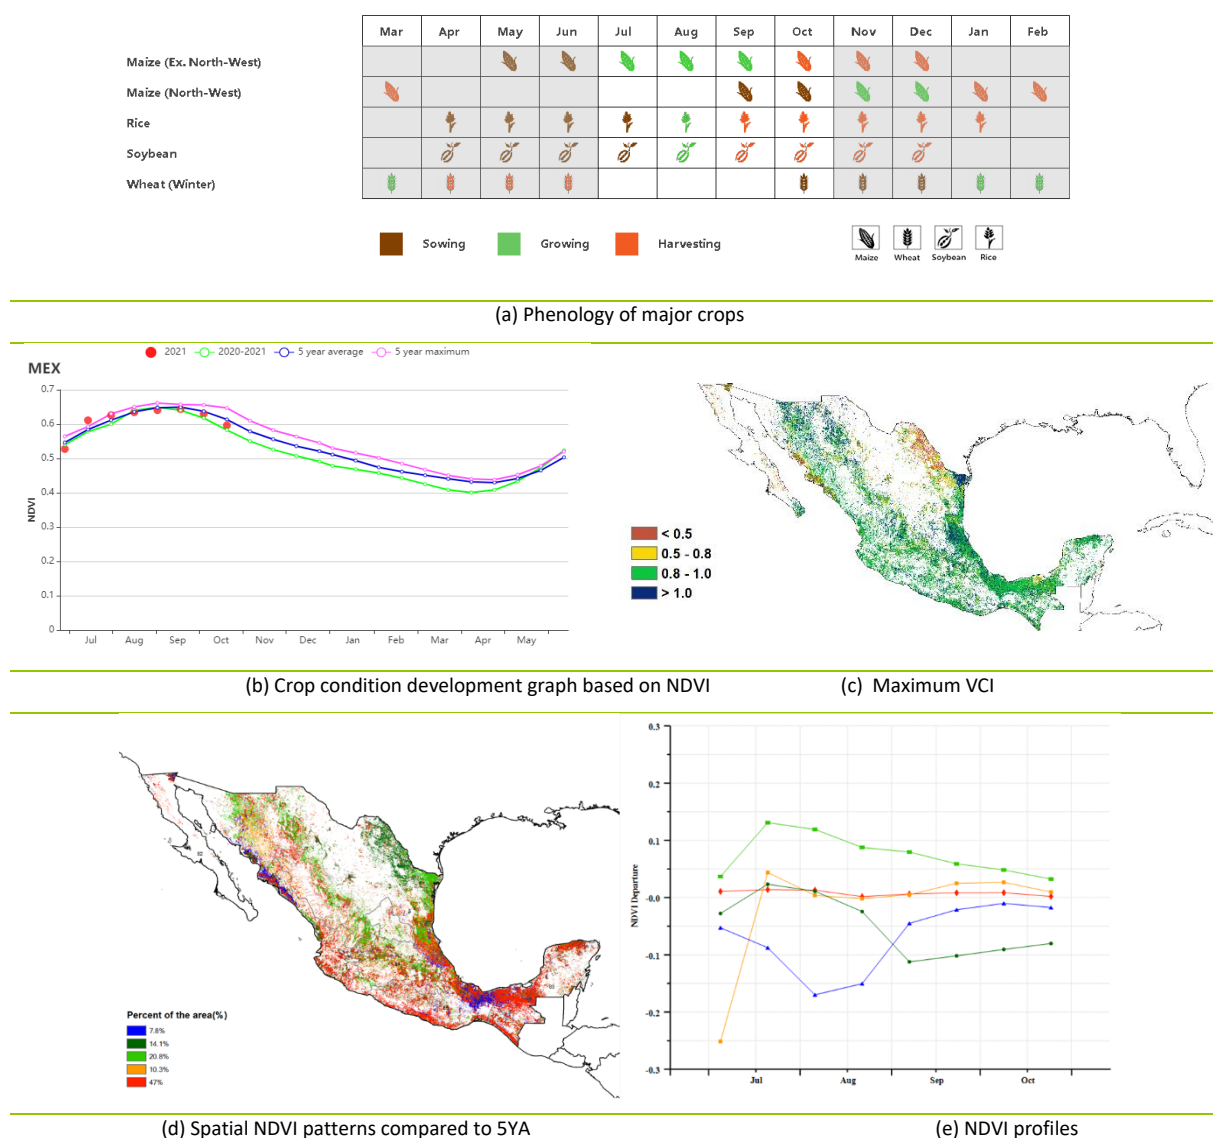 Mar Apr May Jun Jul Aug Sep Oct Nov Dec Jan Feb
Maize (Ex. North-West)
Maize (North-West)
Rice
Soybean
Wheat (Winter)
Sowing Growing Harvesting
Maize Wheat Soybean Rice
(a) Phenology of major crops
2021 2020-2021 5 year average 5 year maximum
MEX
0.7
0.6
0.5
0.4
0.3
0.2
0.1
0
NDVI
Jul Aug Sep Oct Nov Dec Jan Feb Mar Apr May
< 0.5
0.5 - 0.8
0.8 - 1.0
> 1.0
(b) Crop condition development graph based on NDVI
(c) Maximum VCI
Percent of the area(%)
7.8%
14.1%
20.8%
10.3%
47%
0.3
0.2
0.1
-0.0
-0.1
-0.2
-0.3
NDVI Departure
Jul Aug Sep Oct
(d) Spatial NDVI patterns compared to 5YA
(e) NDVI profiles